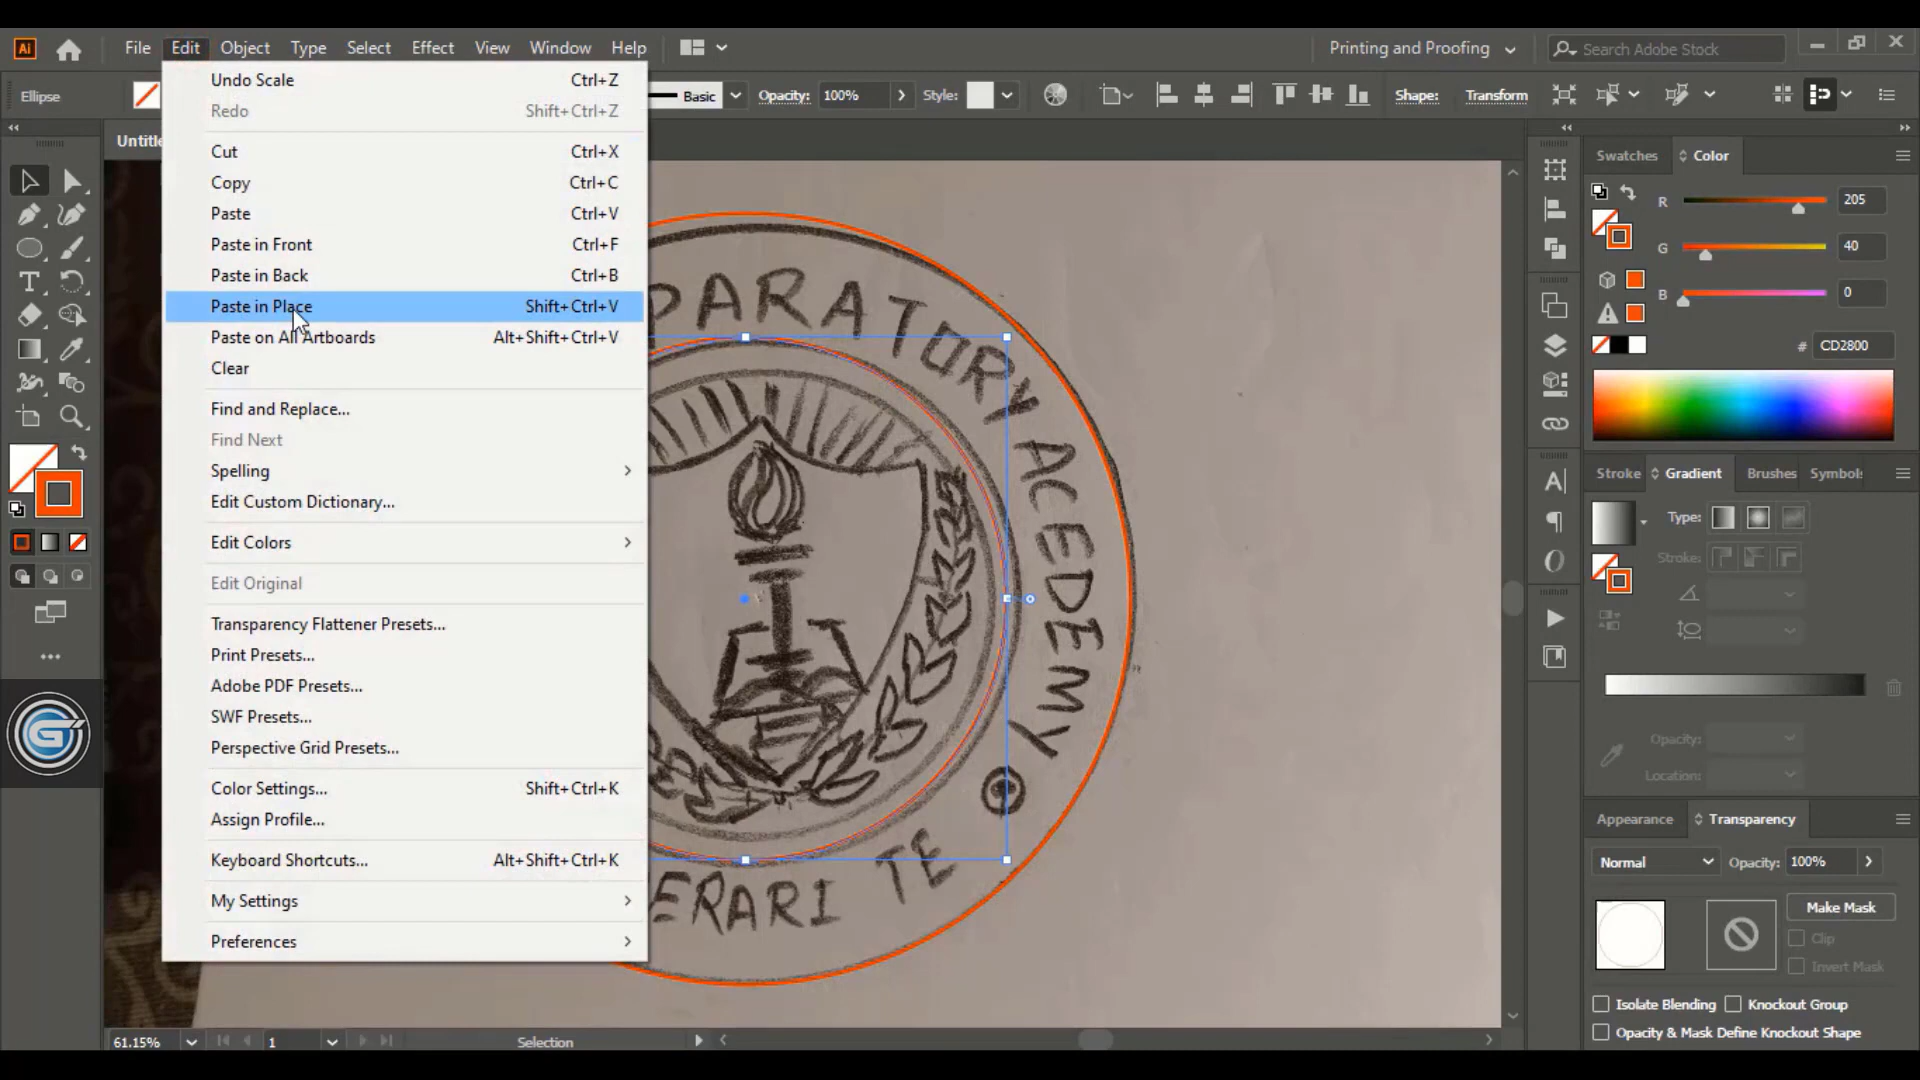 Ai File Edit Object Type Select Effect View Window Help Printing and Proofing Search Adobe Stock
Ellipse Basic Opacity: 100% Style: Shape: Transform
Undo Scale Ctrl+Z
Redo Shift+Ctrl+Z
Cut Ctrl+X
Copy Ctrl+C
Paste Ctrl+V
Paste in Front Ctrl+F
Paste in Back Ctrl+B
Paste in Place Shift+Ctrl+V
Paste on All Artboards Alt+Shift+Ctrl+V
Clear
Find and Replace...
Find Next
Spelling
Edit Custom Dictionary...
Edit Colors
Edit Original
Transparency Flattener Presets...
Print Presets...
Adobe PDF Presets...
SWF Presets...
Perspective Grid Presets...
Color Settings... Shift+Ctrl+K
Assign Profile...
Keyboard Shortcuts... Alt+Shift+Ctrl+K
My Settings
Preferences
Untitle
PARATORY ACEDEMY
ERARI TE
Swatches Color
R 205
G 40
B 0
# CD2800
Stroke Gradient Brushes Symbols
Type:
Stroke:
Opacity:
Location:
Appearance Transparency
Normal Opacity: 100%
Make Mask
Clip
Invert Mask
Isolate Blending Knockout Group
Opacity & Mask Define Knockout Shape
61.15% 1 Selection